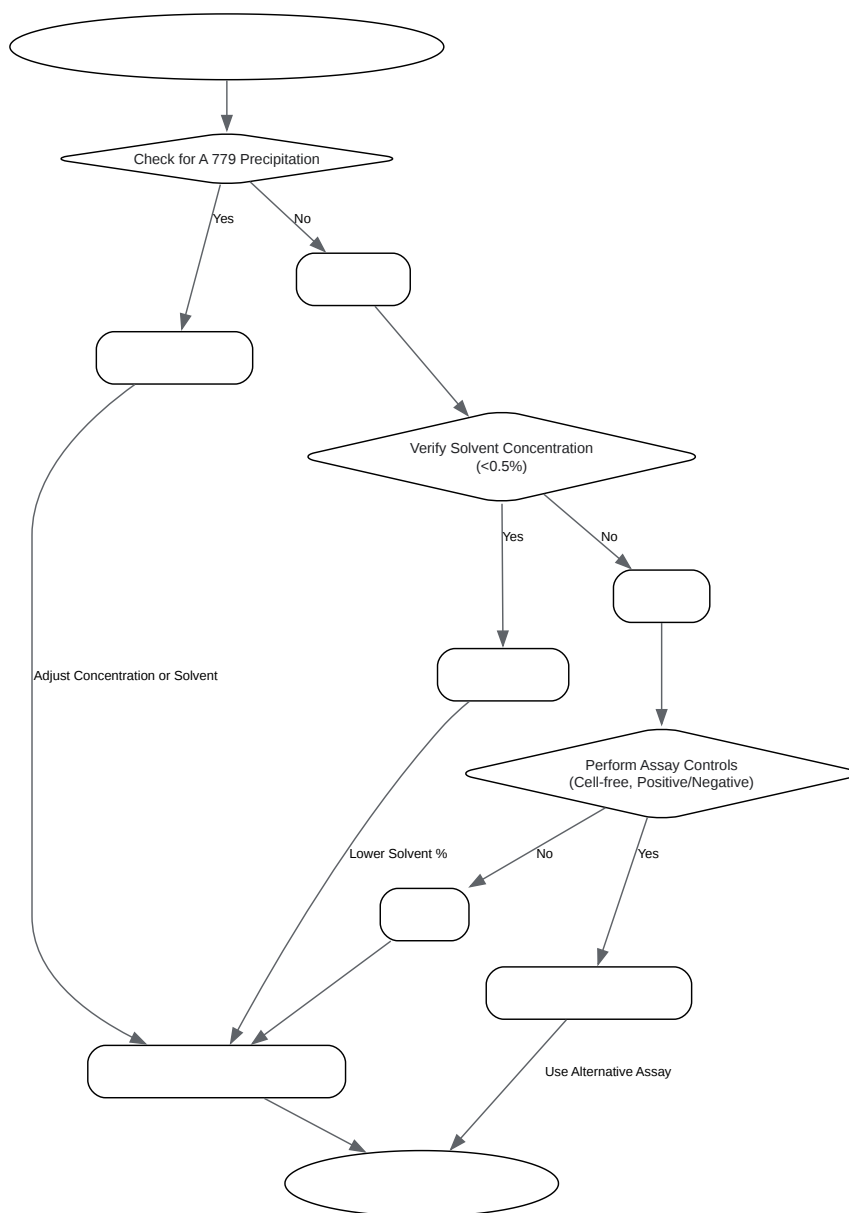 Check for A 779 Precipitation
Yes
No
Verify Solvent Concentration
(<0.5%)
Yes
No
Adjust Concentration or Solvent
Perform Assay Controls
(Cell-free, Positive/Negative)
Lower Solvent %
No
Yes
Use Alternative Assay